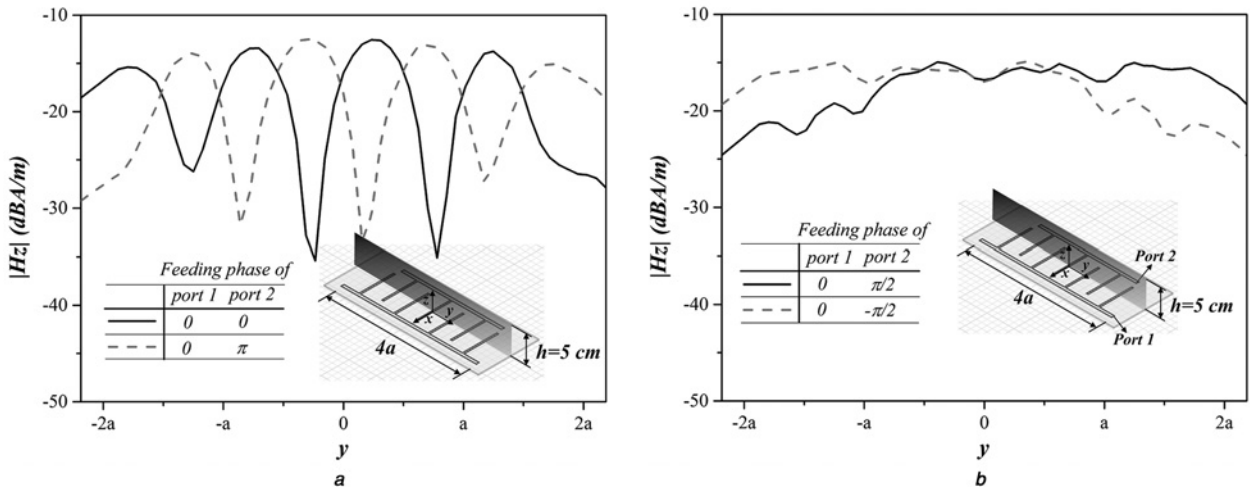 -10
-20
-30
-40
-50
|Hz| (dBA/m)
-2a -a 0 a 2a
y
Feeding phase of
port 1 port 2
0 0
0 π
z
x
y
4a
h=5 cm
a
-10
-20
-30
-40
-50
|Hz| (dBA/m)
-2a -a 0 a 2a
y
Feeding phase of
port 1 port 2
0 π/2
0 -π/2
z
x
y
Port 2
4a
h=5 cm
Port 1
b